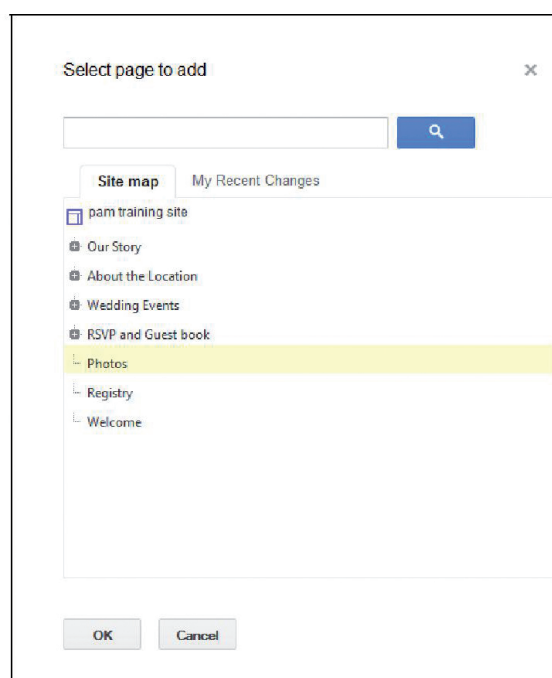 Select page to add
Site map
My Recent Changes
pam training site
Our Story
About the Location
Wedding Events
RSVP and Guest book
Photos
Registry
Welcome
OK
Cancel